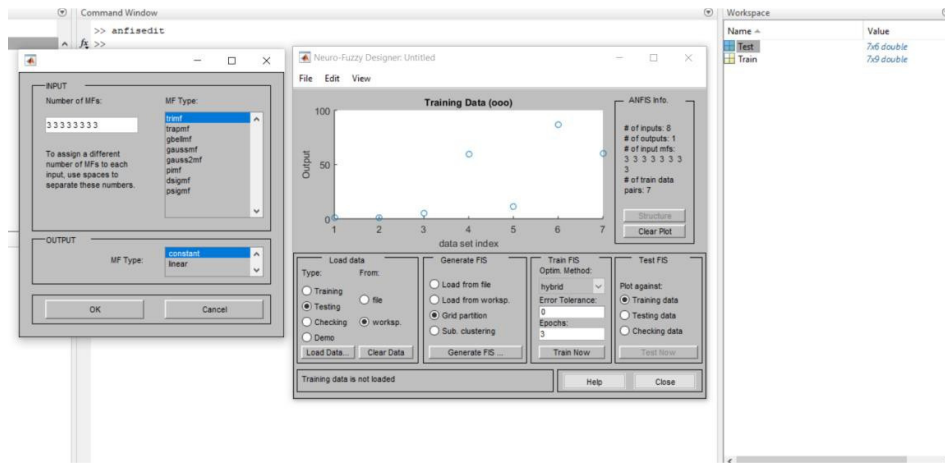 Command Window
>> anfisedit
fx >>
INPUT
Number of MFs:
MF Type:
3 3 3 3 3 3 3 3
To assign a different
number of MFs to each
input, use spaces to
separate these numbers.
trimf
trapmf
gbellmf
gaussmf
gauss2mf
pimf
dsigmf
psigmf
OUTPUT
MF Type:
constant
linear
OK
Cancel
Neuro-Fuzzy Designer: Untitled
File Edit View
Training Data (ooo)
100
50
0
Output
1 2 3 4 5 6 7
data set index
ANFIS Info.
# of inputs: 8
# of outputs: 1
# of input mfs:
3 3 3 3 3 3 3
3
# of train data
pairs: 7
Structure
Clear Plot
Load data
Type: From:
Training
Testing
Checking
Demo
file
worksp.
Load Data...
Clear Data
Generate FIS
Load from file
Load from worksp.
Grid partition
Sub. clustering
Generate FIS ...
Train FIS
Optim. Method:
hybrid
Error Tolerance:
0
Epochs:
3
Train Now
Test FIS
Plot against:
Training data
Testing data
Checking data
Test Now
Training data is not loaded
Help
Close
Workspace
Name Value
Test 7x6 double
Train 7x9 double